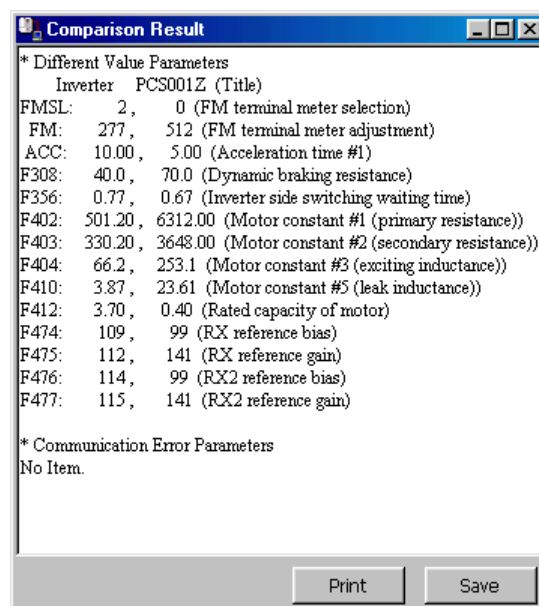 Comparison Result
* Different Value Parameters
Inverter PCS001Z (Title)
FMSL: 2 , 0 (FM terminal meter selection)
FM: 277 , 512 (FM terminal meter adjustment)
ACC: 10.00 , 5.00 (Acceleration time #1)
F308: 40.0 , 70.0 (Dynamic braking resistance)
F356: 0.77 , 0.67 (Inverter side switching waiting time)
F402: 501.20 , 6312.00 (Motor constant #1 (primary resistance))
F403: 330.20 , 3648.00 (Motor constant #2 (secondary resistance))
F404: 66.2 , 253.1 (Motor constant #3 (exciting inductance))
F410: 3.87 , 23.61 (Motor constant #5 (leak inductance))
F412: 3.70 , 0.40 (Rated capacity of motor)
F474: 109 , 99 (RX reference bias)
F475: 112 , 141 (RX reference gain)
F476: 114 , 99 (RX2 reference bias)
F477: 115 , 141 (RX2 reference gain)
* Communication Error Parameters
No Item.
Print Save